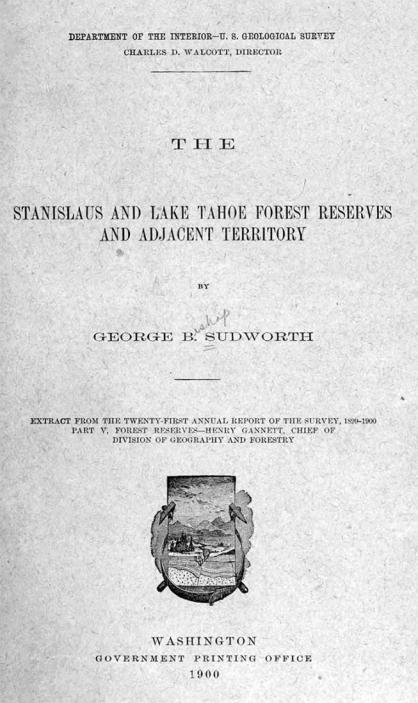 DEPARTMENT OF THE INTERIOR—U. S. GEOLOGICAL SURVEY
CHARLES D. WALCOTT, DIRECTOR
THE
STANISLAUS AND LAKE TAHOE FOREST RESERVES
AND ADJACENT TERRITORY
BY
ishop
GEORGE B. SUDWORTH
EXTRACT FROM THE TWENTY-FIRST ANNUAL REPORT OF THE SURVEY, 1899–1900
PART V, FOREST RESERVES—HENRY GANNETT, CHIEF OF
DIVISION OF GEOGRAPHY AND FORESTRY
WASHINGTON
GOVERNMENT PRINTING OFFICE
1900